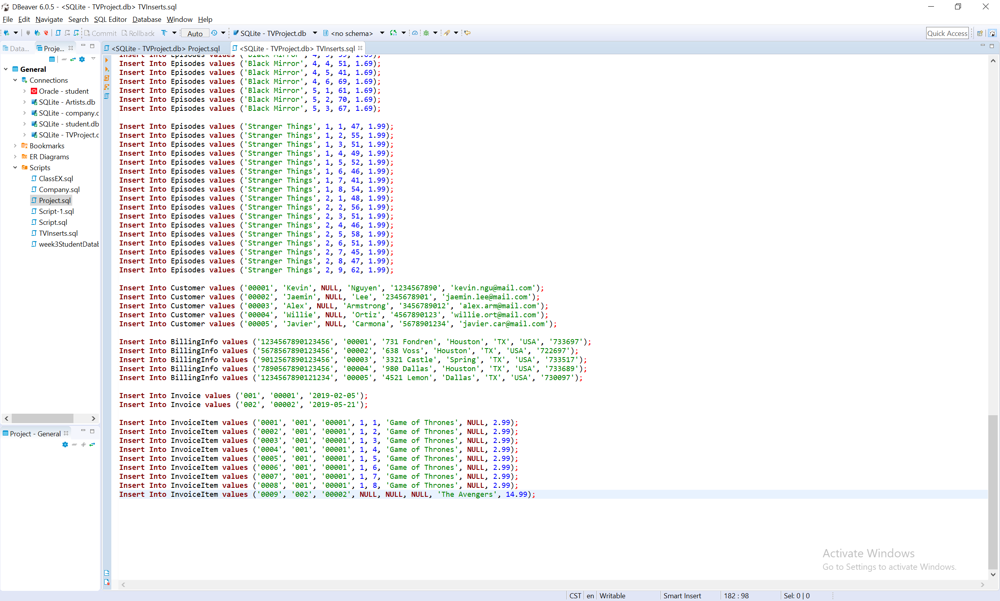 DBeaver 6.0.5 - <SQLite - TVProject.db> TVInserts.sql
File Edit Navigate Search SQL Editor Database Window Help
Commit Rollback Auto SQLite - TVProject.db <no schema> Quick Access
Data... Proje... <SQLite - TVProject.db> Project.sql <SQLite - TVProject.db> TVInserts.sql
General
Connections
Oracle - student
SQLite - Artists.db
SQLite - company.c
SQLite - student.db
SQLite - TVProject.c
Bookmarks
ER Diagrams
Scripts
ClassEX.sql
Company.sql
Project.sql
Script-1.sql
Script.sql
TVInserts.sql
week3StudentDatab
Project - General
Insert Into Episodes values ('Black Mirror', 4, 4, 51, 1.69);
Insert Into Episodes values ('Black Mirror', 4, 5, 41, 1.69);
Insert Into Episodes values ('Black Mirror', 4, 6, 69, 1.69);
Insert Into Episodes values ('Black Mirror', 5, 1, 61, 1.69);
Insert Into Episodes values ('Black Mirror', 5, 2, 70, 1.69);
Insert Into Episodes values ('Black Mirror', 5, 3, 67, 1.69);
Insert Into Episodes values ('Stranger Things', 1, 1, 47, 1.99);
Insert Into Episodes values ('Stranger Things', 1, 2, 55, 1.99);
Insert Into Episodes values ('Stranger Things', 1, 3, 51, 1.99);
Insert Into Episodes values ('Stranger Things', 1, 4, 49, 1.99);
Insert Into Episodes values ('Stranger Things', 1, 5, 52, 1.99);
Insert Into Episodes values ('Stranger Things', 1, 6, 46, 1.99);
Insert Into Episodes values ('Stranger Things', 1, 7, 41, 1.99);
Insert Into Episodes values ('Stranger Things', 1, 8, 54, 1.99);
Insert Into Episodes values ('Stranger Things', 2, 1, 48, 1.99);
Insert Into Episodes values ('Stranger Things', 2, 2, 56, 1.99);
Insert Into Episodes values ('Stranger Things', 2, 3, 51, 1.99);
Insert Into Episodes values ('Stranger Things', 2, 4, 46, 1.99);
Insert Into Episodes values ('Stranger Things', 2, 5, 58, 1.99);
Insert Into Episodes values ('Stranger Things', 2, 6, 51, 1.99);
Insert Into Episodes values ('Stranger Things', 2, 7, 45, 1.99);
Insert Into Episodes values ('Stranger Things', 2, 8, 47, 1.99);
Insert Into Episodes values ('Stranger Things', 2, 9, 62, 1.99);
Insert Into Customer values ('00001', 'Kevin', NULL, 'Nguyen', '1234567890', 'kevin.ngu@mail.com');
Insert Into Customer values ('00002', 'Jaemin', NULL, 'Lee', '2345678901', 'jaemin.lee@mail.com');
Insert Into Customer values ('00003', 'Alex', NULL, 'Armstrong', '3456789012', 'alex.arm@mail.com');
Insert Into Customer values ('00004', 'Willie', NULL, 'Ortiz', '4567890123', 'willie.ort@mail.com');
Insert Into Customer values ('00005', 'Javier', NULL, 'Carmona', '5678901234', 'javier.car@mail.com');
Insert Into BillingInfo values ('1234567890123456', '00001', '731 Fondren', 'Houston', 'TX', 'USA', '733697');
Insert Into BillingInfo values ('5678567890123456', '00002', '638 Voss', 'Houston', 'TX', 'USA', '722697');
Insert Into BillingInfo values ('9012567890123456', '00003', '3321 Castle', 'Spring', 'TX', 'USA', '733517');
Insert Into BillingInfo values ('7890567890123456', '00004', '980 Dallas', 'Houston', 'TX', 'USA', '733689');
Insert Into BillingInfo values ('1234567890121234', '00005', '4521 Lemon', 'Dallas', 'TX', 'USA', '730097');
Insert Into Invoice values ('001', '00001', '2019-02-05');
Insert Into Invoice values ('002', '00002', '2019-05-21');
Insert Into InvoiceItem values ('0001', '001', '00001', 1, 1, 'Game of Thrones', NULL, 2.99);
Insert Into InvoiceItem values ('0002', '001', '00001', 1, 2, 'Game of Thrones', NULL, 2.99);
Insert Into InvoiceItem values ('0003', '001', '00001', 1, 3, 'Game of Thrones', NULL, 2.99);
Insert Into InvoiceItem values ('0004', '001', '00001', 1, 4, 'Game of Thrones', NULL, 2.99);
Insert Into InvoiceItem values ('0005', '001', '00001', 1, 5, 'Game of Thrones', NULL, 2.99);
Insert Into InvoiceItem values ('0006', '001', '00001', 1, 6, 'Game of Thrones', NULL, 2.99);
Insert Into InvoiceItem values ('0007', '001', '00001', 1, 7, 'Game of Thrones', NULL, 2.99);
Insert Into InvoiceItem values ('0008', '001', '00001', 1, 8, 'Game of Thrones', NULL, 2.99);
Insert Into InvoiceItem values ('0009', '002', '00002', NULL, NULL, NULL, 'The Avengers', 14.99);
Activate Windows
Go to Settings to activate Windows.
CST en Writable Smart Insert 182 : 98 Sel: 0 | 0